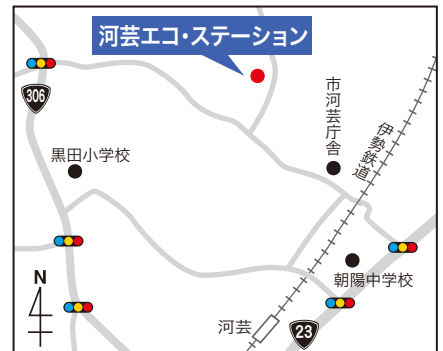 河芸エコ・ステーション
306
市河芸庁舎
伊勢鉄道
黒田小学校
朝陽中学校
N
河芸
23